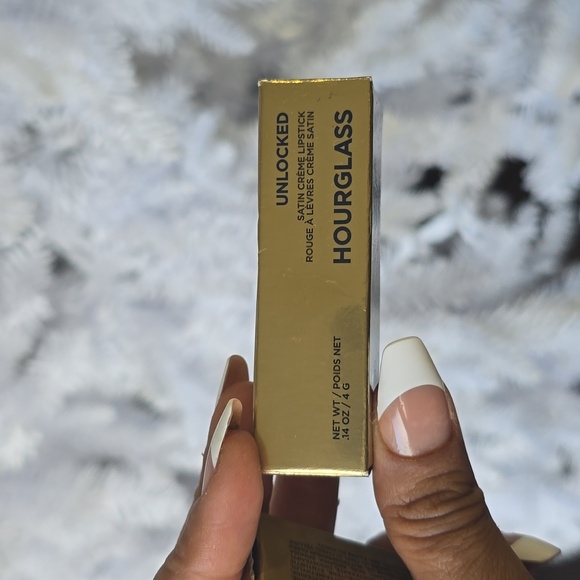 UNLOCKED
SATIN CRÈME LIPSTICK
ROUGE À LÈVRES CRÈME SATIN
HOURGLASS
NET WT / POIDS NET
.14 OZ / 4 G